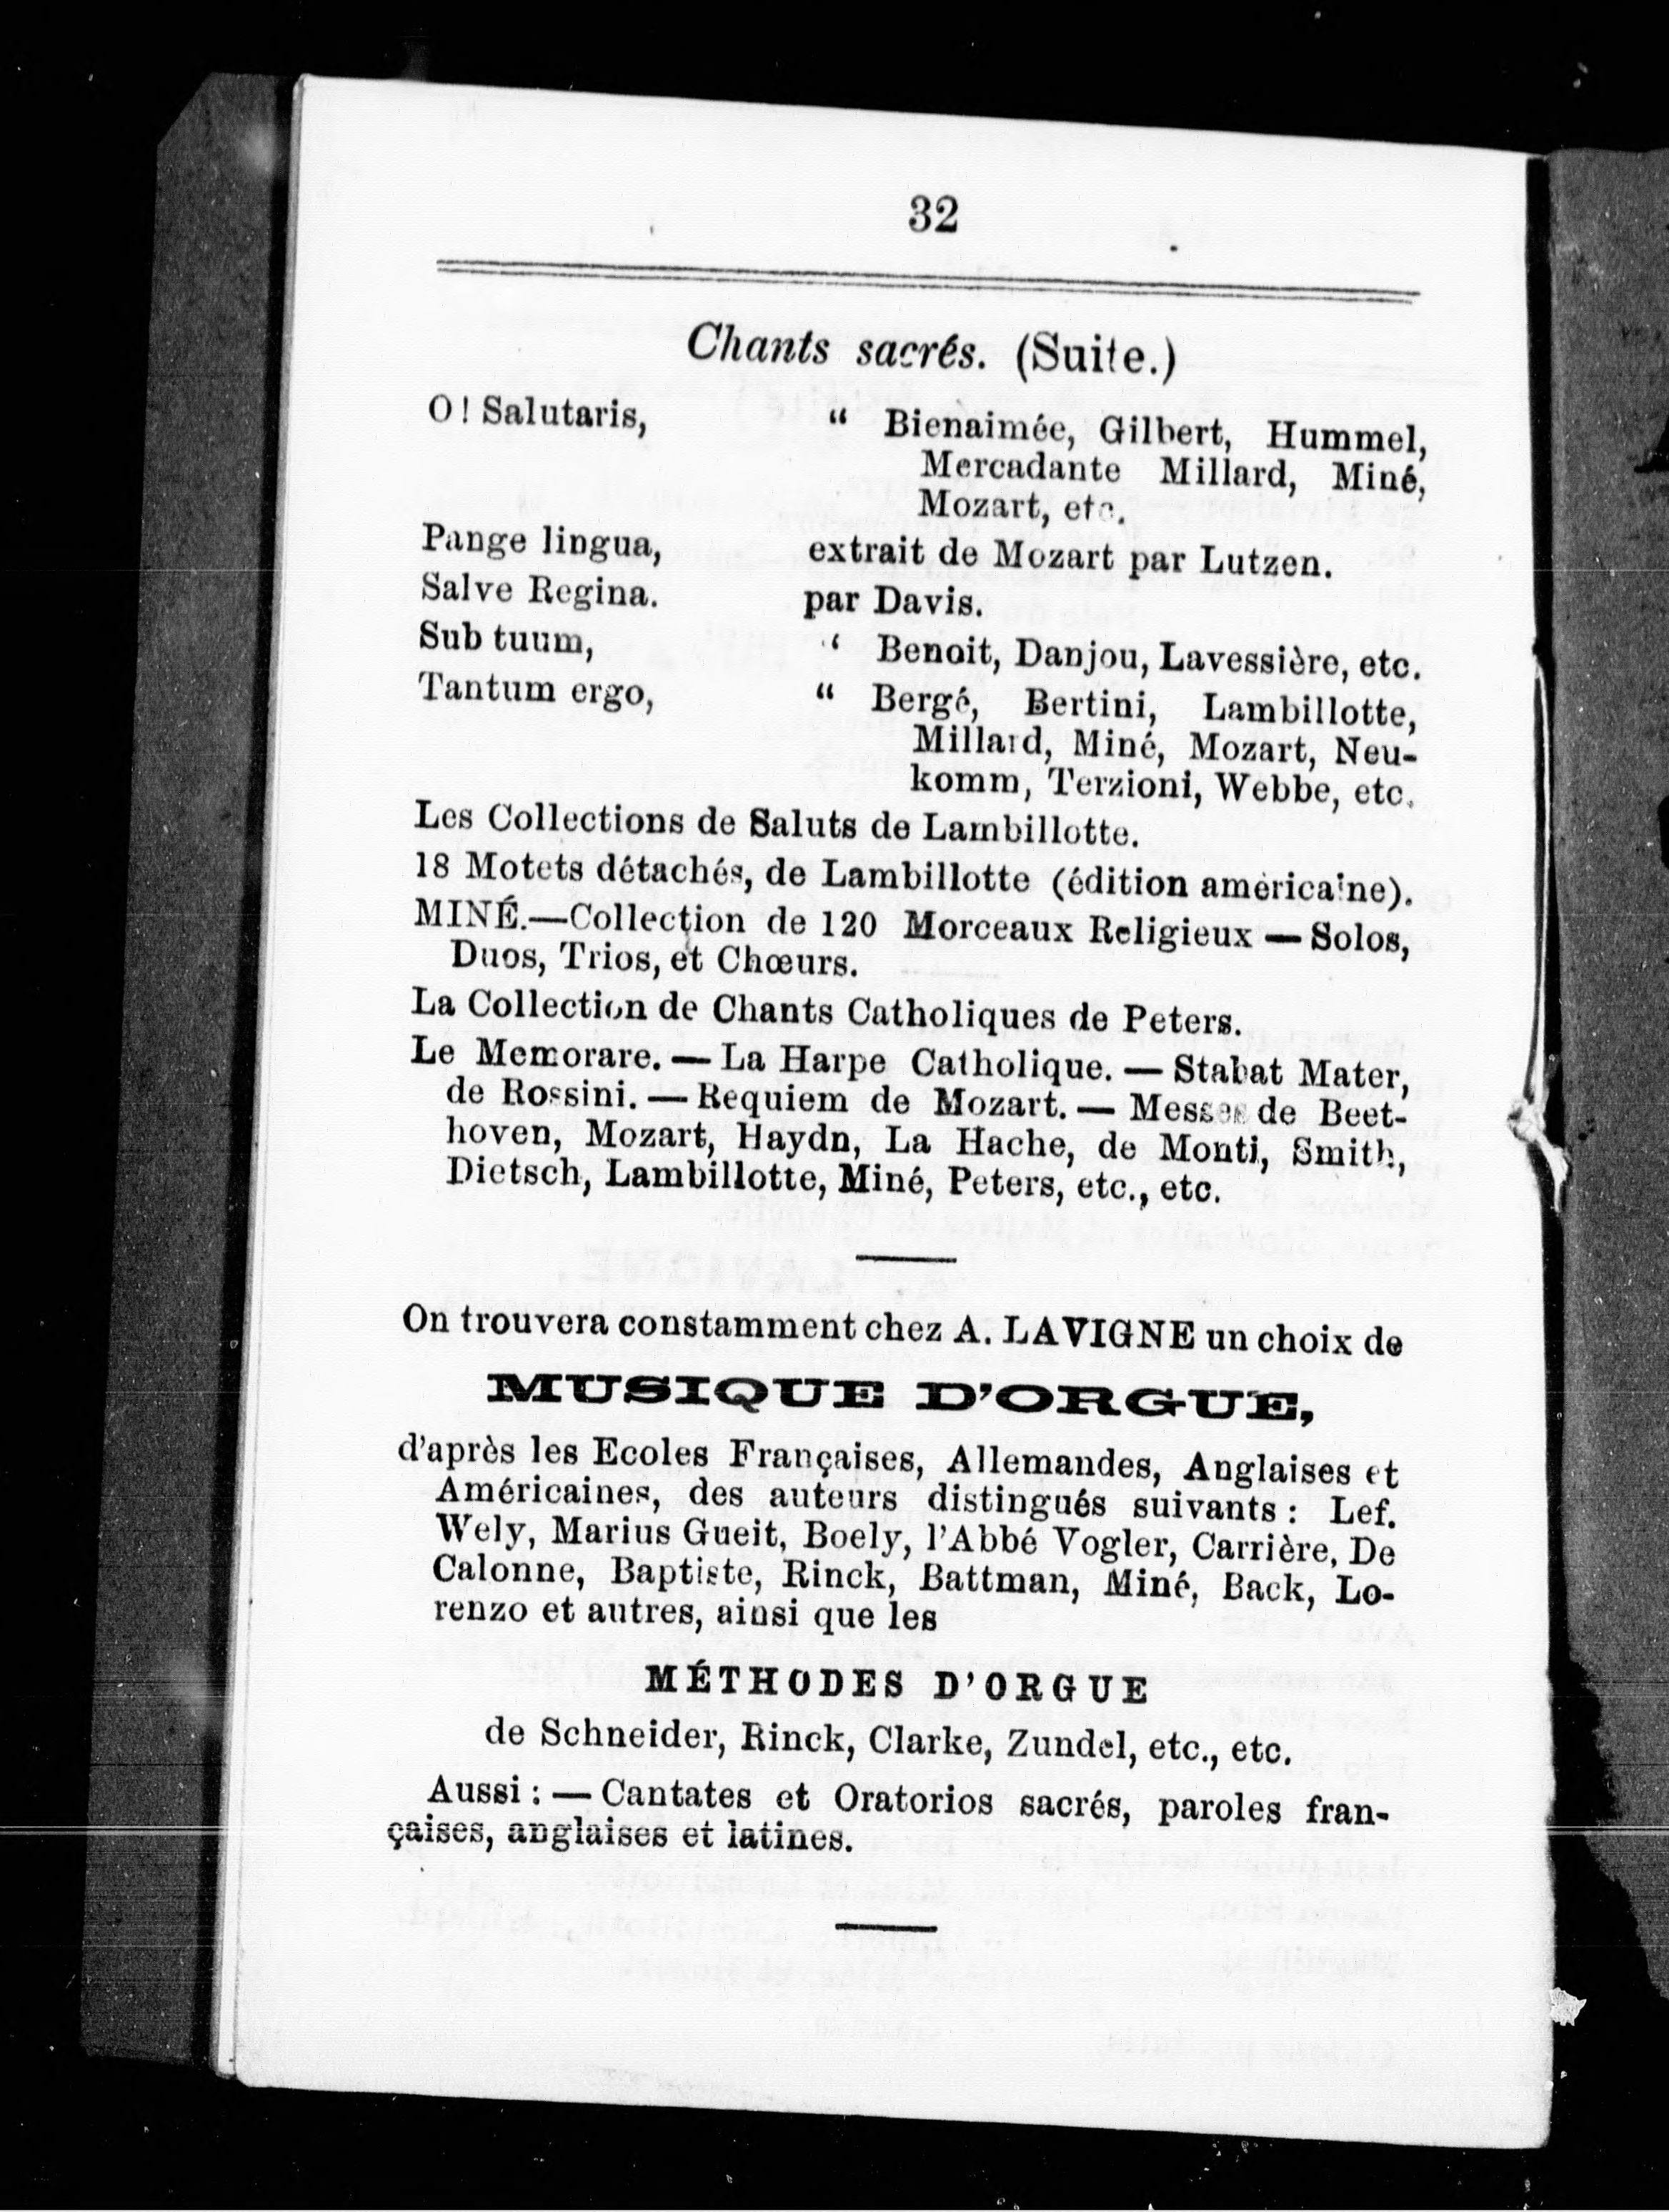 32
Chants sacrés. (Suite.)
O! Salutaris, “ Bienaimée, Gilbert, Hummel,
Mercadante Millard, Miné,
Mozart, etc.
Pange lingua, extrait de Mozart par Lutzen.
Salve Regina. par Davis.
Sub tuum, “ Benoit, Danjou, Lavessière, etc.
Tantum ergo, “ Bergé, Bertini, Lambillotte,
Millard, Miné, Mozart, Neu-
komm, Terzioni, Webbe, etc.
Les Collections de Saluts de Lambillotte.
18 Motets détachés, de Lambillotte (édition américaine).
MINÉ.—Collection de 120 Morceaux Religieux — Solos,
Duos, Trios, et Chœurs.
La Collection de Chants Catholiques de Peters.
Le Memorare. — La Harpe Catholique. — Stabat Mater,
de Rossini. — Requiem de Mozart. — Messes de Beet-
hoven, Mozart, Haydn, La Hache, de Monti, Smith,
Dietsch, Lambillotte, Miné, Peters, etc., etc.
On trouvera constamment chez A. LAVIGNE un choix de
MUSIQUE D’ORGUE,
d’après les Ecoles Françaises, Allemandes, Anglaises et
Américaines, des auteurs distingués suivants : Lef.
Wely, Marius Gueit, Boely, l’Abbé Vogler, Carrière, De
Calonne, Baptiste, Rinck, Battman, Miné, Back, Lo-
renzo et autres, ainsi que les
MÉTHODES D’ORGUE
de Schneider, Rinck, Clarke, Zundel, etc., etc.
Aussi : — Cantates et Oratorios sacrés, paroles fran-
çaises, anglaises et latines.